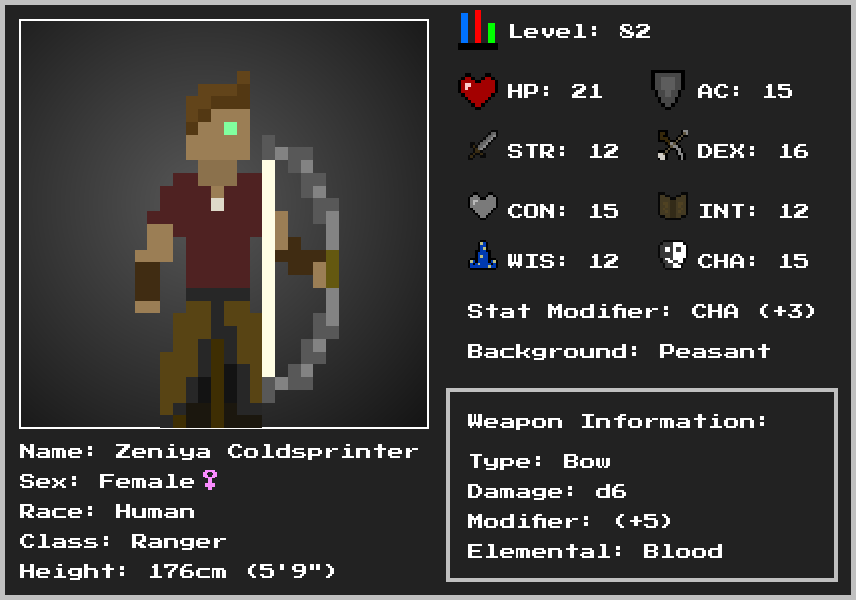 Level: 82
HP: 21 AC: 15
STR: 12 DEX: 16
CON: 15 INT: 12
WIS: 12 CHA: 15
Stat Modifier: CHA (+3)
Background: Peasant
Weapon Information:
Type: Bow
Damage: d6
Modifier: (+5)
Elemental: Blood
Name: Zeniya Coldsprinter
Sex: Female♀
Race: Human
Class: Ranger
Height: 176cm (5'9")